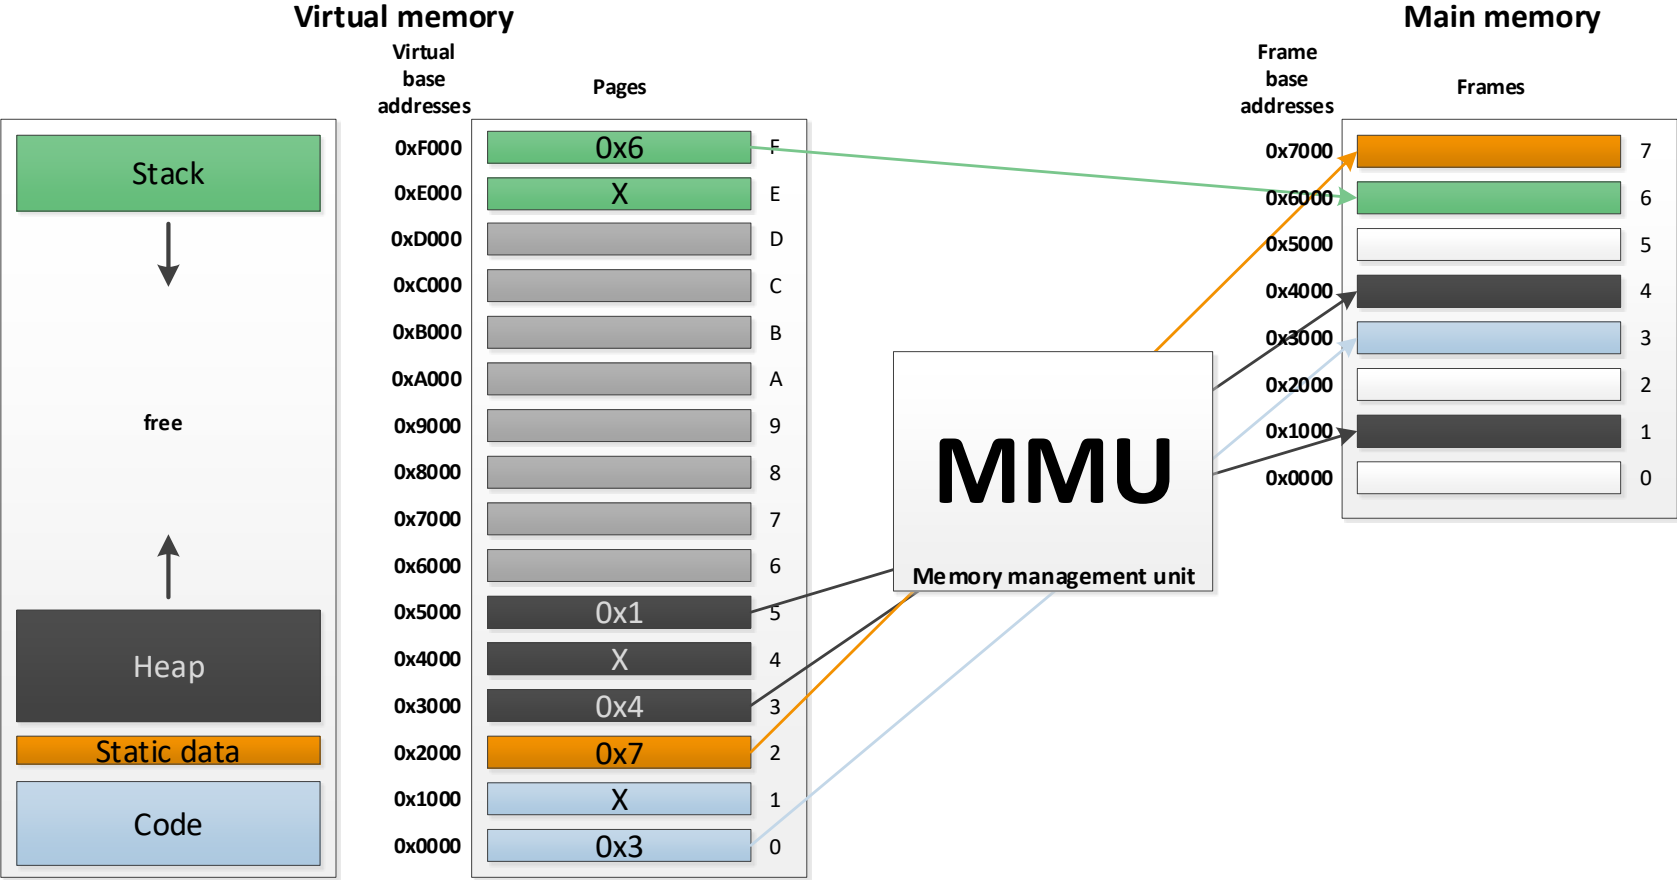 Virtual memory
Main memory
Virtual
base
addresses
Pages
Frame
base
addresses
Frames
Stack
free
Heap
Static data
Code
0xF000 0x6 F
0xE000 X E
0xD000 D
0xC000 C
0xB000 B
0xA000 A
0x9000 9
0x8000 8
0x7000 7
0x6000 6
0x5000 0x1 5
0x4000 X 4
0x3000 0x4 3
0x2000 0x7 2
0x1000 X 1
0x0000 0x3 0
MMU
Memory management unit
0x7000 7
0x6000 6
0x5000 5
0x4000 4
0x3000 3
0x2000 2
0x1000 1
0x0000 0